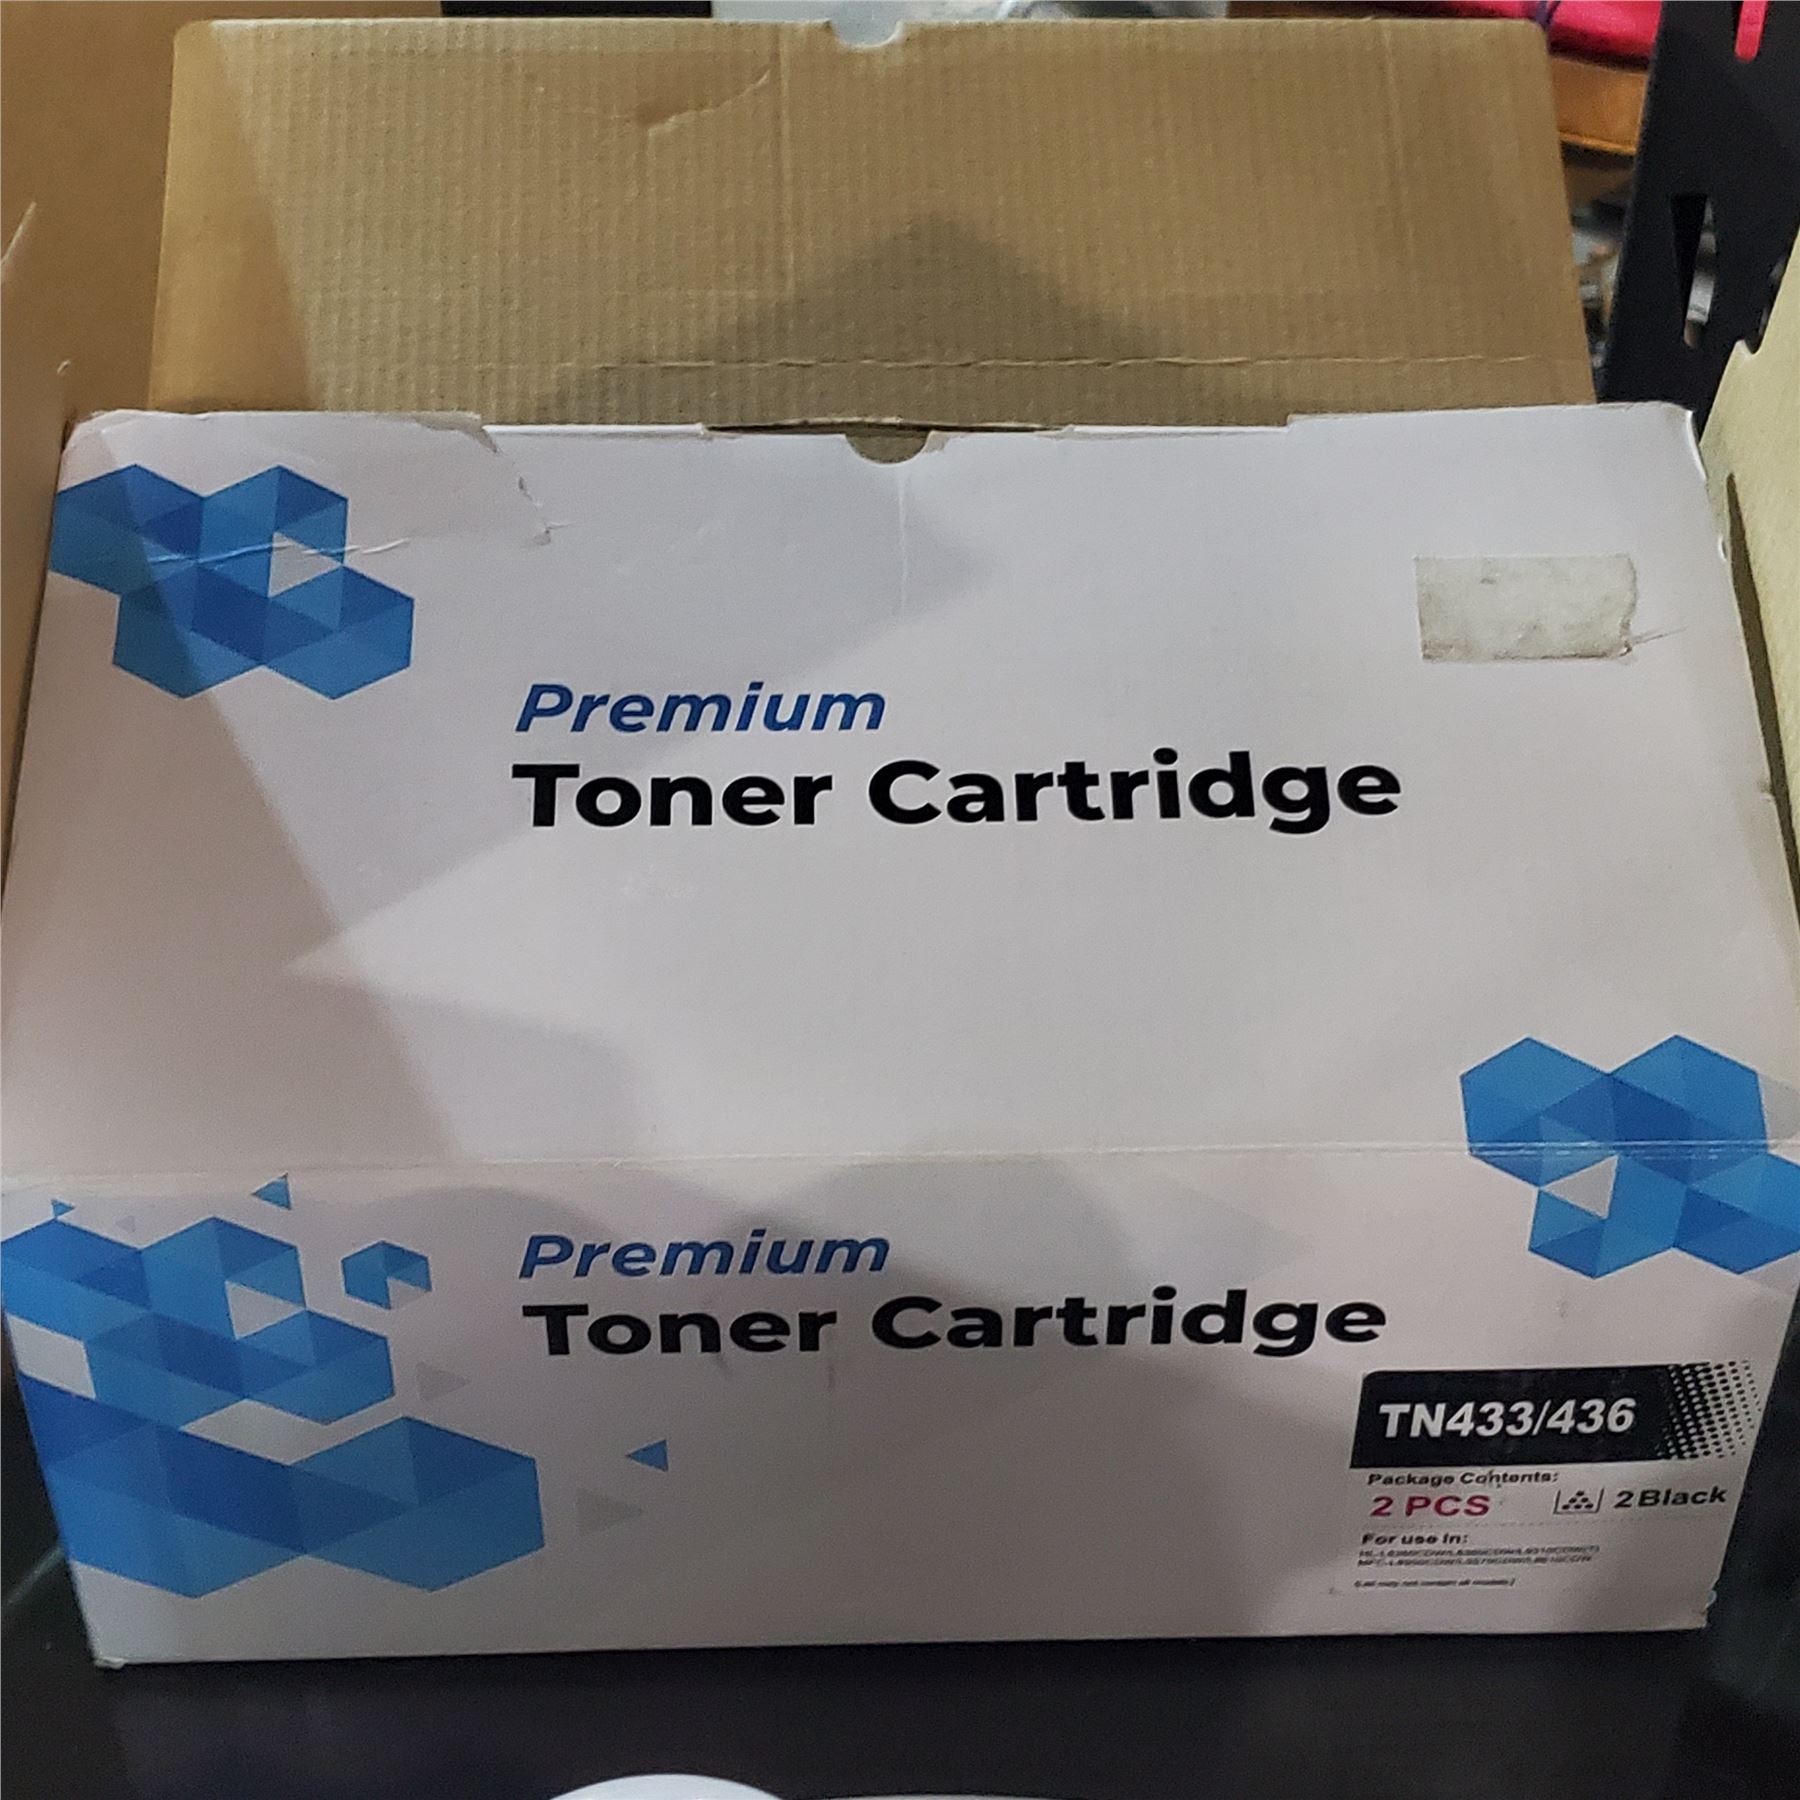 Premium
Toner Cartridge
Premium
Toner Cartridge
TN433/436
Package Contents:
2 PCS
2 Black
For use in: